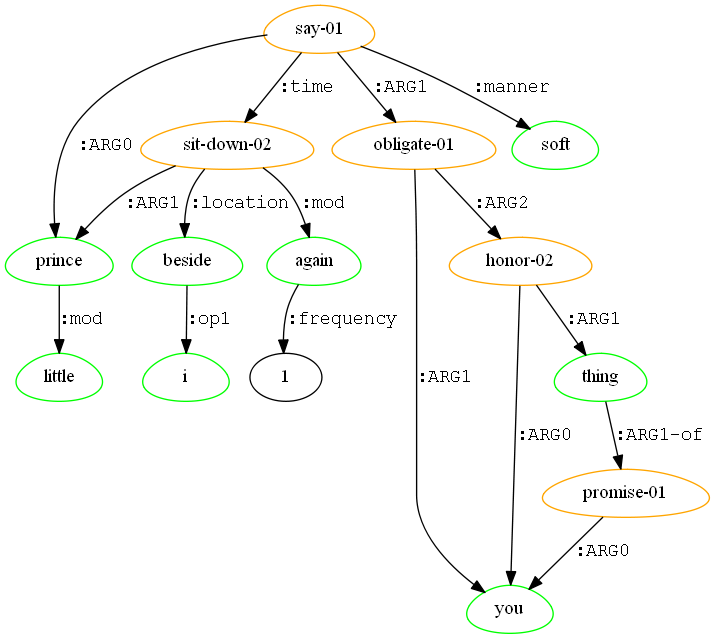 say-01
:time
:ARG1
:manner
:ARG0
sit-down-02
obligate-01
soft
:ARG1
:location
:mod
:ARG2
prince
beside
again
honor-02
:mod
:op1
:frequency
:ARG1
little
i
1
:ARG1
thing
:ARG0
:ARG1-of
promise-01
:ARG0
you